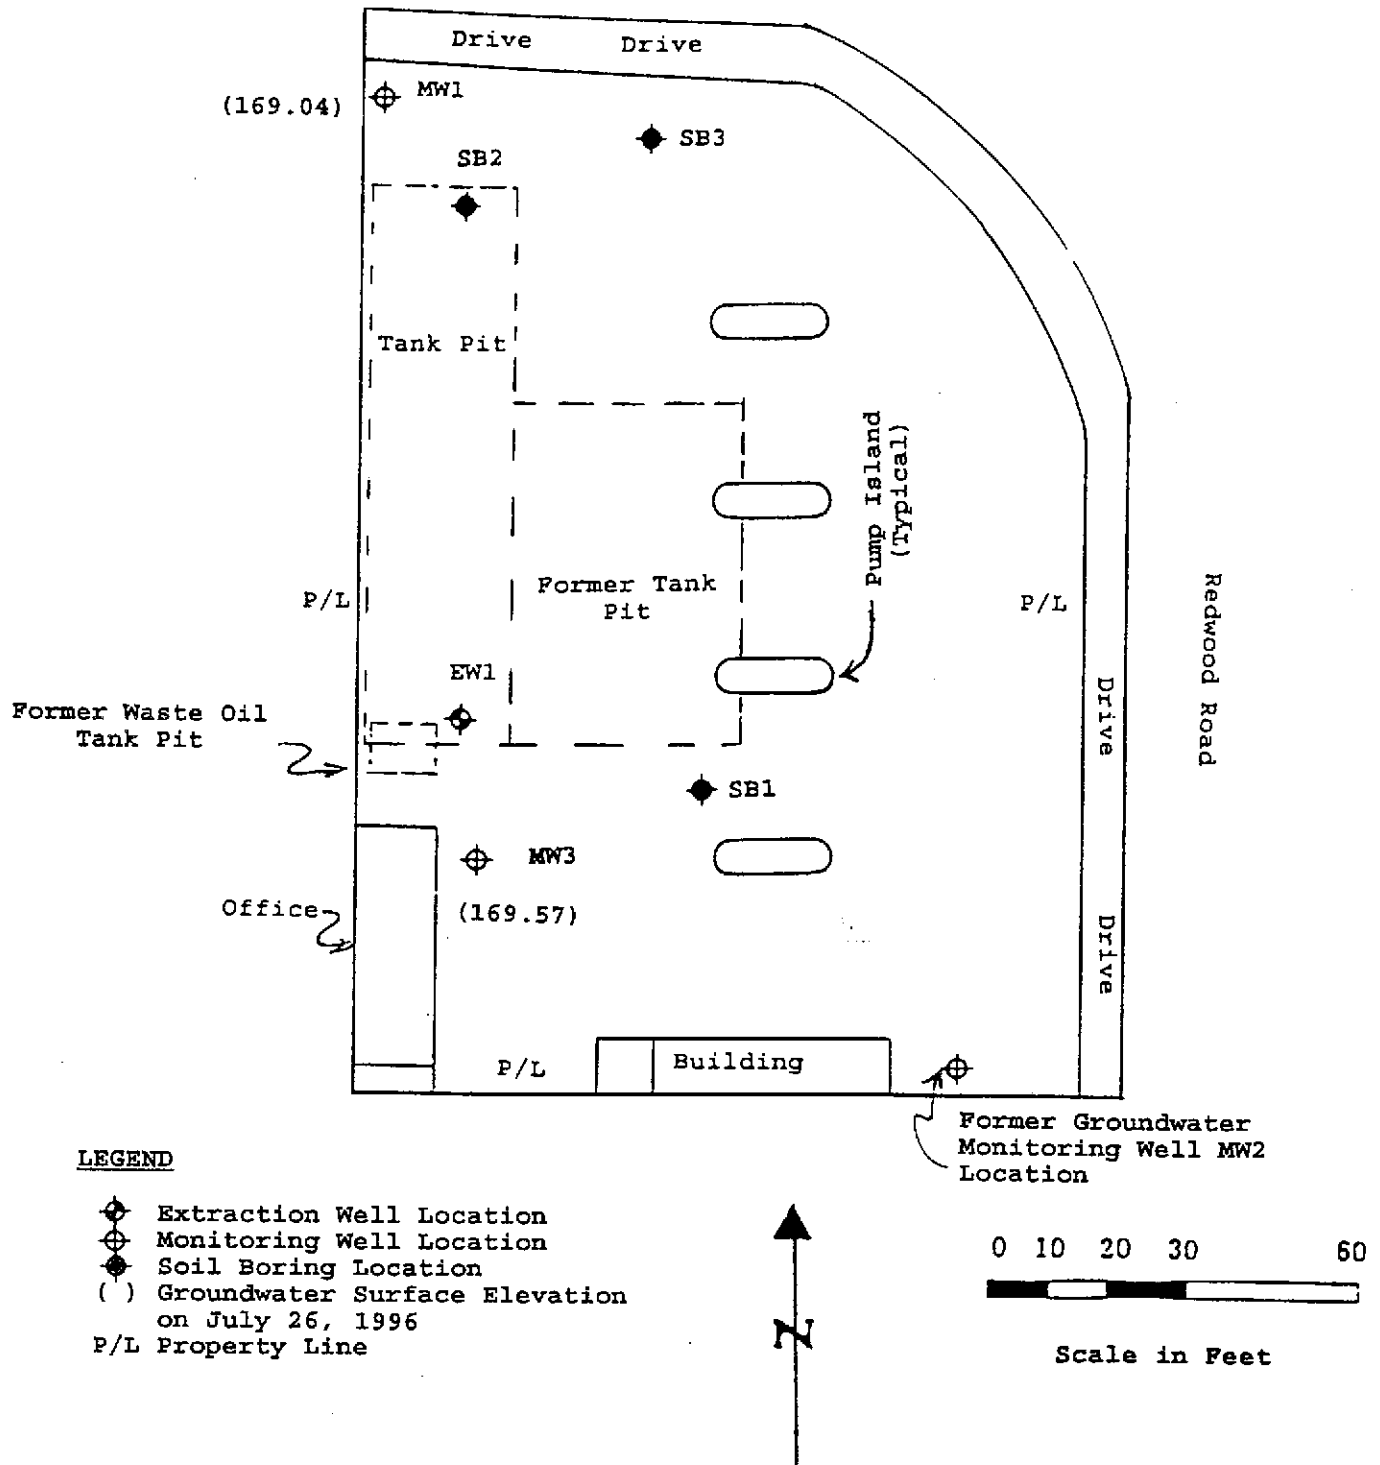 Drive Drive
(169.04) MW1
SB3
SB2
Tank Pit
Pump Island
(Typical)
Former Tank
Pit
P/L
P/L
Redwood Road
EW1
Former Waste Oil
Tank Pit
Drive
SB1
MW3
(169.57)
Office
Drive
P/L
Building
Former Groundwater
Monitoring Well MW2
Location
LEGEND
Extraction Well Location
Monitoring Well Location
Soil Boring Location
( ) Groundwater Surface Elevation
on July 26, 1996
P/L Property Line
N
0 10 20 30 60
Scale in Feet